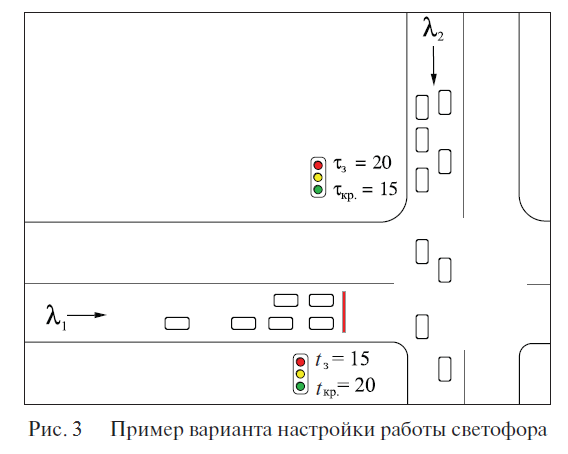 λ₂
τз = 20
τкр. = 15
λ₁
tз = 15
tкр. = 20
Рис. 3 Пример варианта настройки работы светофора